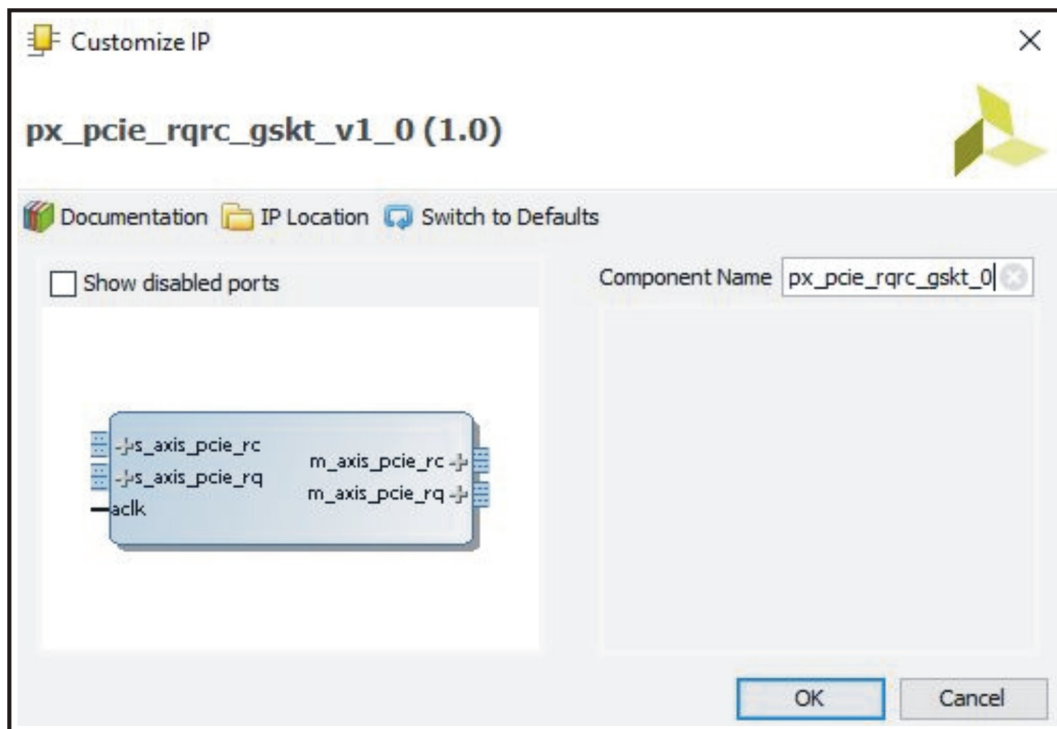 Customize IP
px_pcie_rqrc_gskt_v1_0 (1.0)
Documentation IP Location Switch to Defaults
Show disabled ports
Component Name px_pcie_rqrc_gskt_0
s_axis_pcie_rc
s_axis_pcie_rq
aclk
m_axis_pcie_rc
m_axis_pcie_rq
OK Cancel